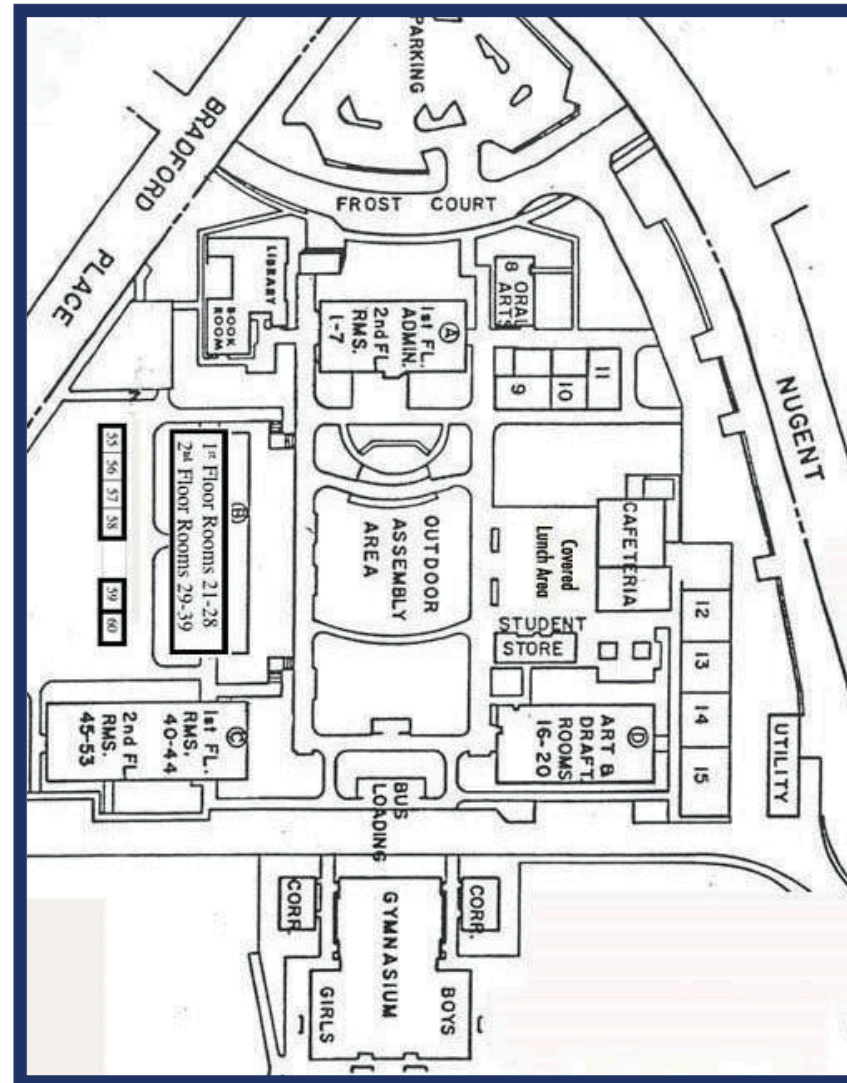 PARKING
BRADFORD
PLACE
FROST COURT
NUGENT
LIBRARY
BOOK
ROOMS
A
1st FL.
ADMIN.
2nd FL.
RMS.
1-7
8 ORAL
ARTS
9
10
11
55 56 57 58
59 60
B
1st Floor Rooms 21-28
2nd Floor Rooms 29-39
OUTDOOR
ASSEMBLY
AREA
Covered
Lunch Area
CAFETERIA
STUDENT
STORE
12
13
14
15
C
1st FL.
RMS.
40-44
2nd FL
RMS.
45-53
D
ART &
DRAFT.
ROOMS
16-20
UTILITY
BUS
LOADING
CORR.
GYMNASIUM
CORR.
GIRLS
BOYS